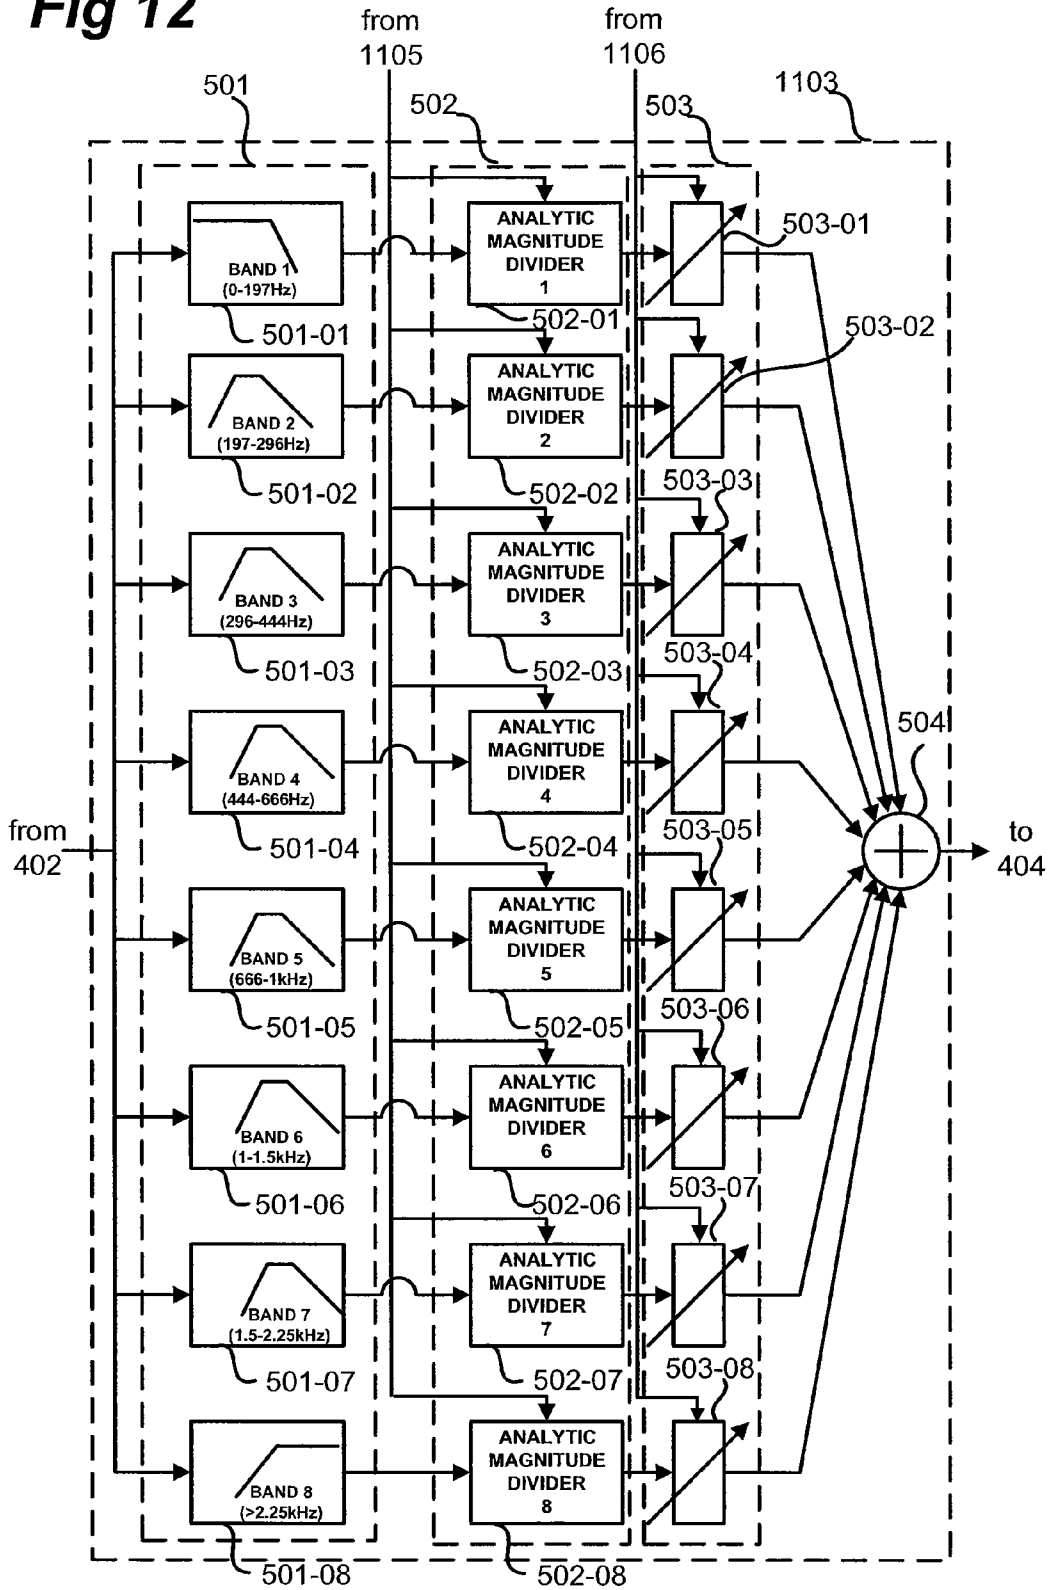 Fig 12
from
1105
from
1106
501
502
503
1103
BAND 1
(0-197Hz)
501-01
ANALYTIC
MAGNITUDE
DIVIDER
1
502-01
503-01
BAND 2
(197-296Hz)
501-02
ANALYTIC
MAGNITUDE
DIVIDER
2
502-02
503-02
BAND 3
(296-444Hz)
501-03
ANALYTIC
MAGNITUDE
DIVIDER
3
502-03
503-03
BAND 4
(444-666Hz)
501-04
ANALYTIC
MAGNITUDE
DIVIDER
4
502-04
503-04
504
from
402
to
404
BAND 5
(666-1kHz)
501-05
ANALYTIC
MAGNITUDE
DIVIDER
5
502-05
503-05
BAND 6
(1-1.5kHz)
501-06
ANALYTIC
MAGNITUDE
DIVIDER
6
502-06
503-06
BAND 7
(1.5-2.25kHz)
501-07
ANALYTIC
MAGNITUDE
DIVIDER
7
502-07
503-07
BAND 8
(>2.25kHz)
501-08
ANALYTIC
MAGNITUDE
DIVIDER
8
502-08
503-08